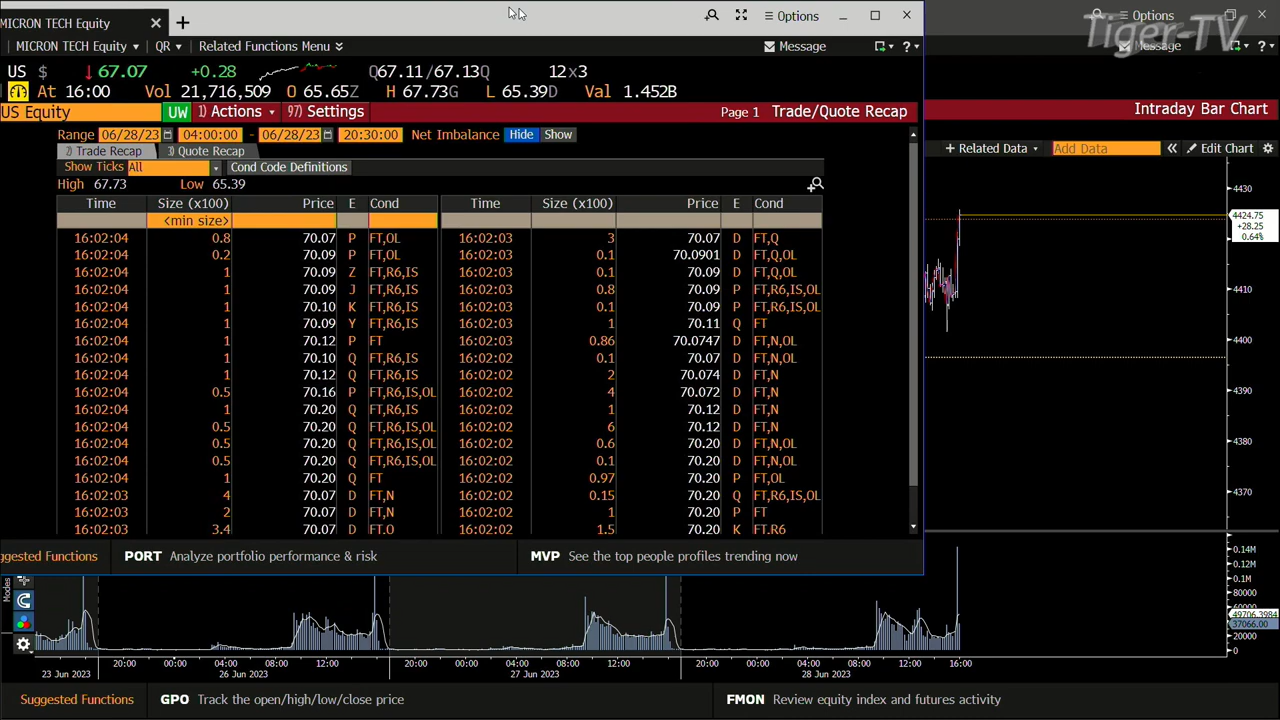 MICRON TECH Equity
Options
Options
Tiger-TV
MICRON TECH Equity QR Related Functions Menu Message
Message
US $ 67.07 +0.28 Q67.11/67.13Q 12x3
At 16:00 Vol 21,716,509 O 65.65Z H 67.73G L 65.39D Val 1.452B
US Equity UW 1) Actions 97) Settings Page 1 Trade/Quote Recap
Intraday Bar Chart
Range 06/28/23 04:00:00 - 06/28/23 20:30:00 Net Imbalance Hide Show
+ Related Data Add Data Edit Chart
2) Trade Recap 3) Quote Recap
Show Ticks All Cond Code Definitions
High 67.73 Low 65.39
Time Size (x100) Price E Cond Time Size (x100) Price E Cond
<min size>
16:02:04 0.8 70.07 P FT,OL 16:02:03 3 70.07 D FT,Q
16:02:04 0.2 70.09 P FT,OL 16:02:03 0.1 70.0901 D FT,Q,OL
16:02:04 1 70.09 Z FT,R6,IS 16:02:03 0.1 70.09 D FT,Q,OL
16:02:04 1 70.09 J FT,R6,IS 16:02:03 0.8 70.09 P FT,R6,IS,OL
16:02:04 1 70.10 K FT,R6,IS 16:02:03 0.1 70.09 P FT,R6,IS,OL
16:02:04 1 70.09 Y FT,R6,IS 16:02:03 1 70.11 Q FT
16:02:04 1 70.12 P FT 16:02:03 0.86 70.0747 D FT,N,OL
16:02:04 1 70.10 Q FT,R6,IS 16:02:03 0.1 70.07 D FT,N,OL
16:02:04 1 70.12 Q FT,R6,IS 16:02:02 2 70.074 D FT,N
16:02:04 0.5 70.16 P FT,R6,IS,OL 16:02:02 4 70.072 D FT,N
16:02:04 1 70.20 Q FT,R6,IS 16:02:02 1 70.12 D FT,N
16:02:04 0.5 70.20 Q FT,R6,IS,OL 16:02:02 6 70.12 D FT,N
16:02:04 0.5 70.20 Q FT,R6,IS,OL 16:02:02 0.6 70.20 D FT,N,OL
16:02:04 0.5 70.20 Q FT,R6,IS,OL 16:02:02 0.1 70.20 D FT,N,OL
16:02:04 1 70.20 Q FT 16:02:02 0.97 70.20 P FT,OL
16:02:03 4 70.07 D FT,N 16:02:02 0.15 70.20 Q FT,R6,IS,OL
16:02:03 2 70.07 D FT,N 16:02:02 1 70.20 P FT
16:02:03 3.4 70.07 D FT,O 16:02:02 1.5 70.20 K FT,R6
4430
4424.75
+28.25
0.64%
4410
4400
4390
4380
4370
ggested Functions PORT Analyze portfolio performance & risk MVP See the top people profiles trending now
0.14M
0.12M
0.1M
80000
49706.3984
37066.00
20000
0
Modes
20:00 00:00 04:00 08:00 12:00 20:00 00:00 04:00 08:00 12:00 20:00 00:00 04:00 08:00 12:00 16:00
23 Jun 2023 26 Jun 2023 27 Jun 2023 28 Jun 2023
Suggested Functions GPO Track the open/high/low/close price FMON Review equity index and futures activity